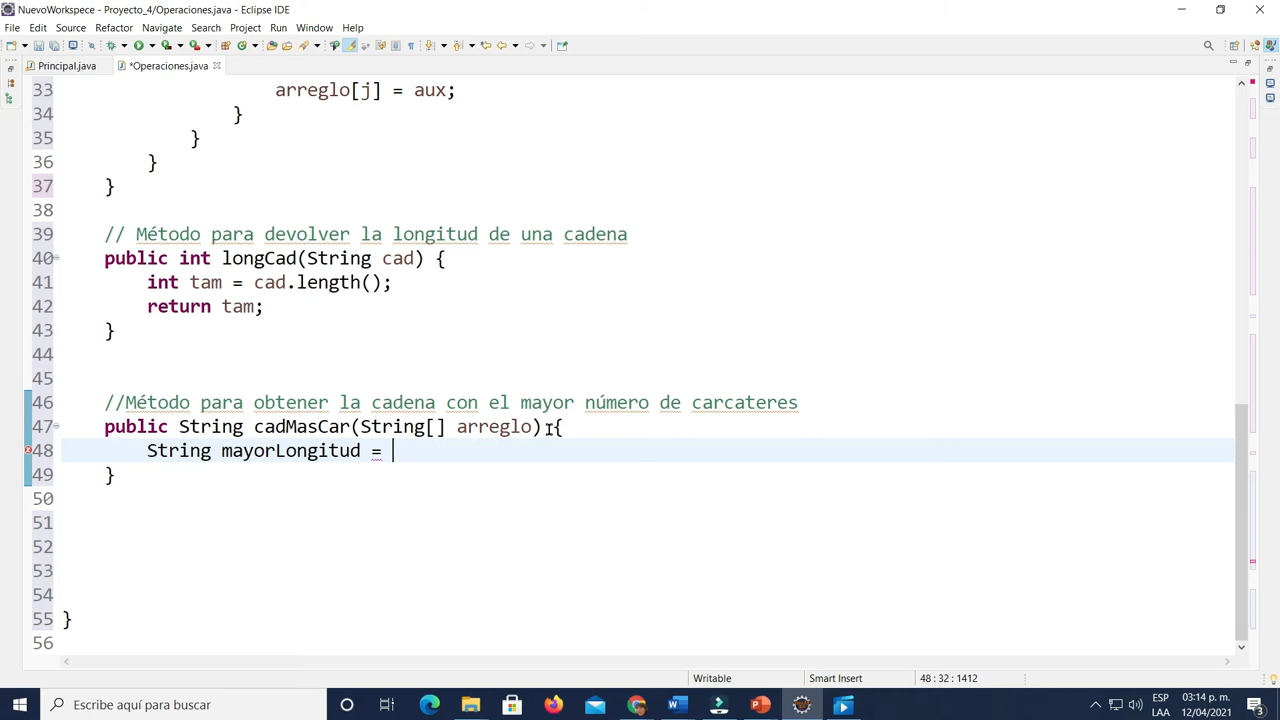 NuevoWorkspece - Proyecto_4/Operaciones.java - Eclipse IDE
File Edit Source Refactor Navigate Search Project Run Window Help
Principal.java *Operaciones.java
33 arreglo[j] = aux;
34 }
35 }
36 }
37 }
38
39 // Método para devolver la longitud de una cadena
40 public int longCad(String cad) {
41 int tam = cad.length();
42 return tam;
43 }
44
45
46 //Método para obtener la cadena con el mayor número de carcateres
47 public String cadMasCar(String[] arreglo){
48 String mayorLongitud =
49 }
50
51
52
53
54
55 }
56
Writable Smart Insert 48 : 32 : 1412
Escribe aquí para buscar
ESP 03:14 p. m.
LAA 12/04/2021 3